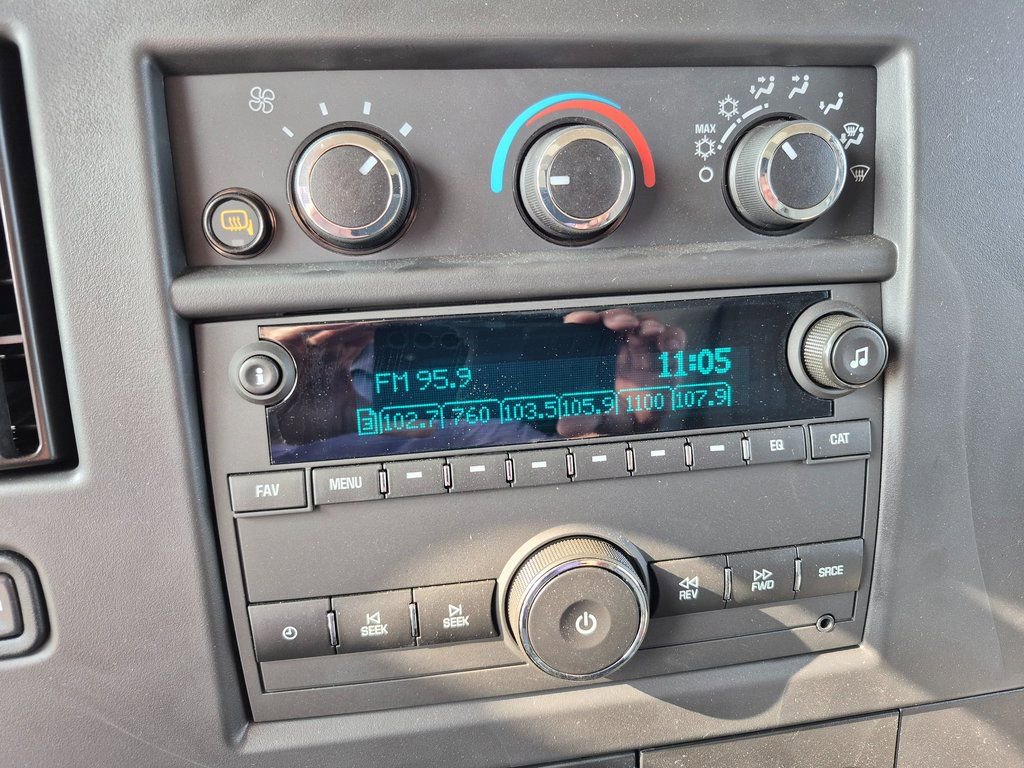 MAX
11:05
FM 95.9
3 102.7 760 103.5 105.9 1100 107.9
i
FAV MENU EQ CAT
SEEK SEEK REV FWD SRCE